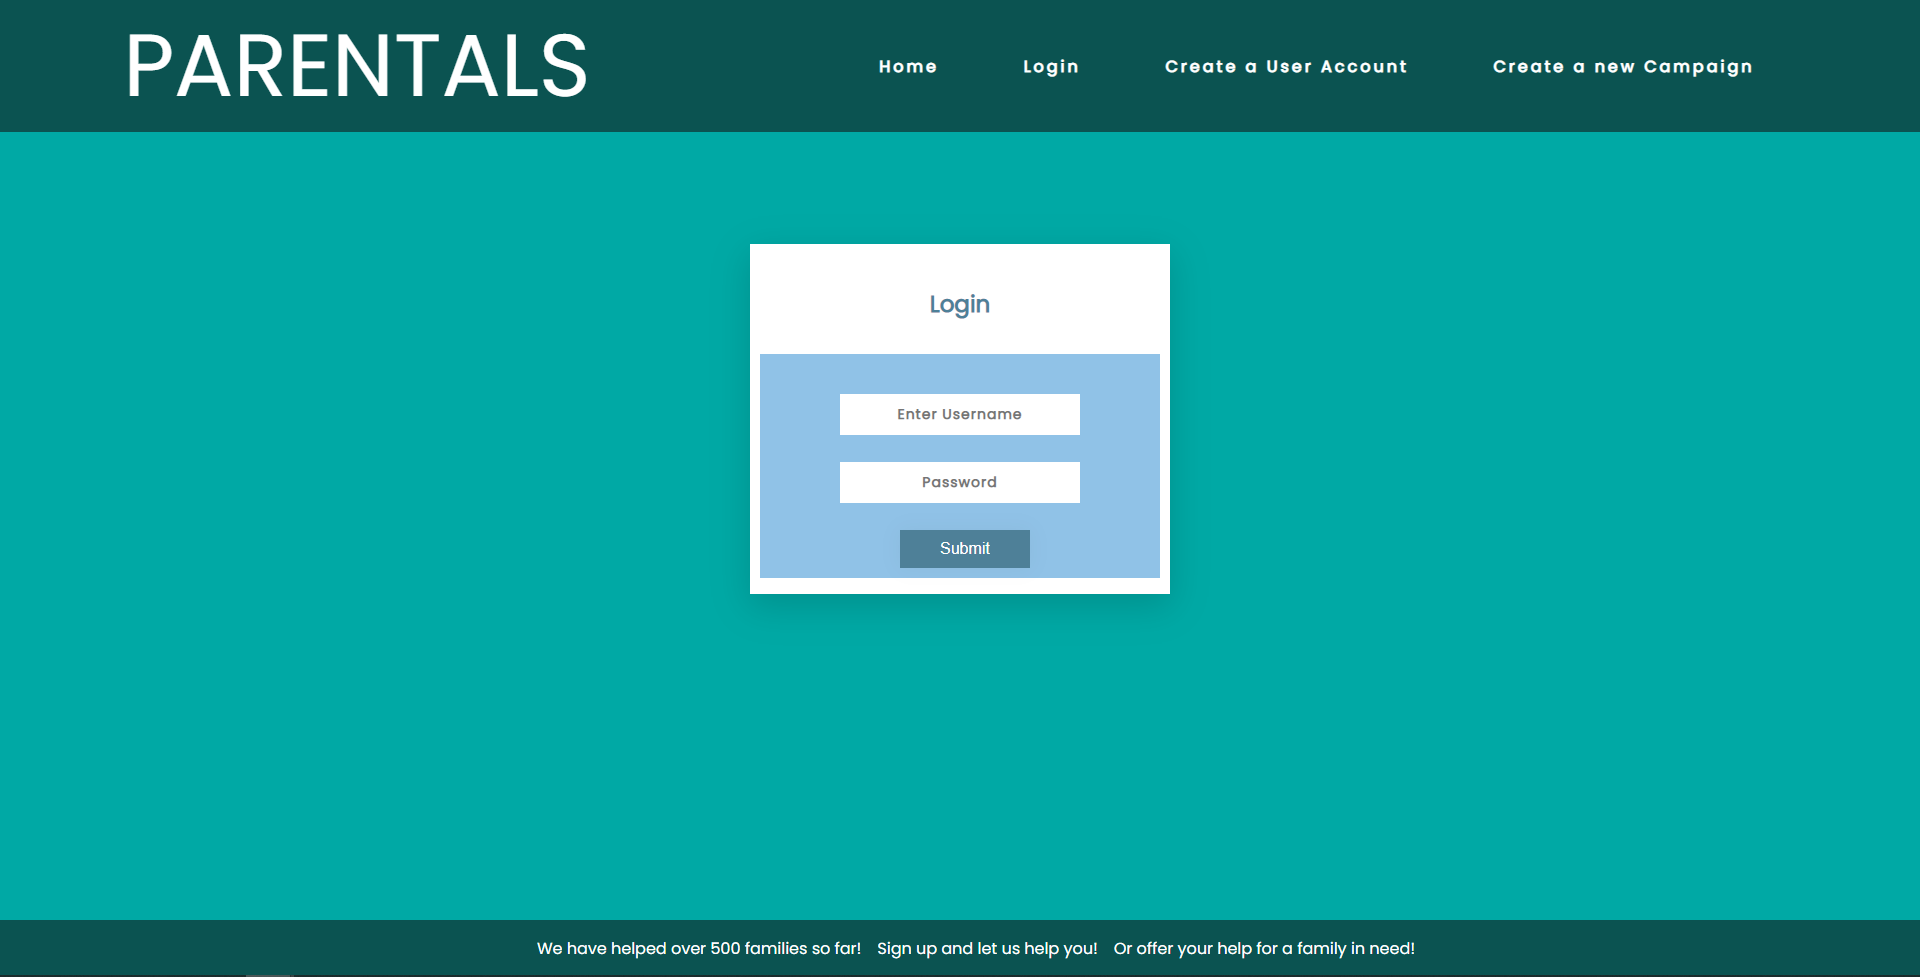 PARENTALS
Home Login Create a User Account Create a new Campaign
Login
Enter Username
Password
Submit
We have helped over 500 families so far! Sign up and let us help you! Or offer your help for a family in need!